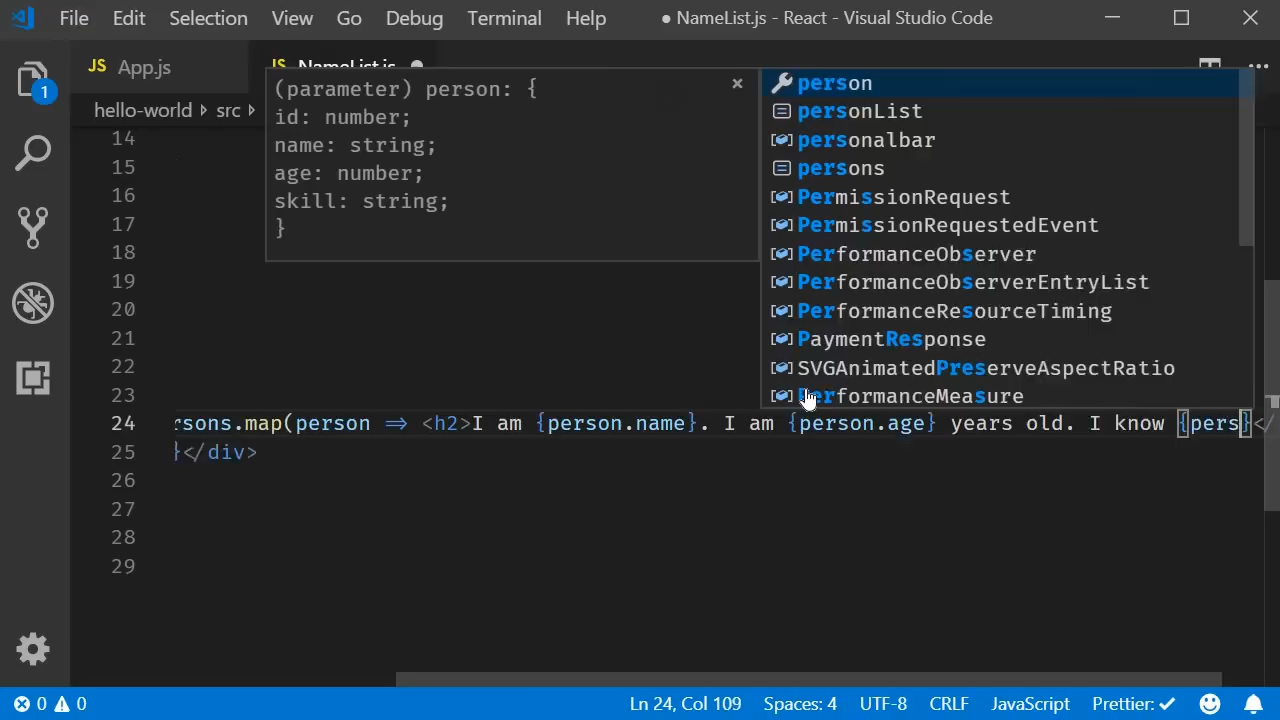 File Edit Selection View Go Debug Terminal Help ● NameList.js - React - Visual Studio Code
JS App.js JS NameList.js
1
hello-world > src >
(parameter) person: {
id: number;
name: string;
age: number;
skill: string;
}
×
person
personList
personalbar
persons
PermissionRequest
PermissionRequestedEvent
PerformanceObserver
PerformanceObserverEntryList
PerformanceResourceTiming
PaymentResponse
SVGAnimatedPreserveAspectRatio
PerformanceMeasure
14
15
16
17
18
19
20
21
22
23
24 rsons.map(person => <h2>I am {person.name}. I am {person.age} years old. I know {pers}</
25 }</div>
26
27
28
29
0 0 Ln 24, Col 109 Spaces: 4 UTF-8 CRLF JavaScript Prettier: ✓